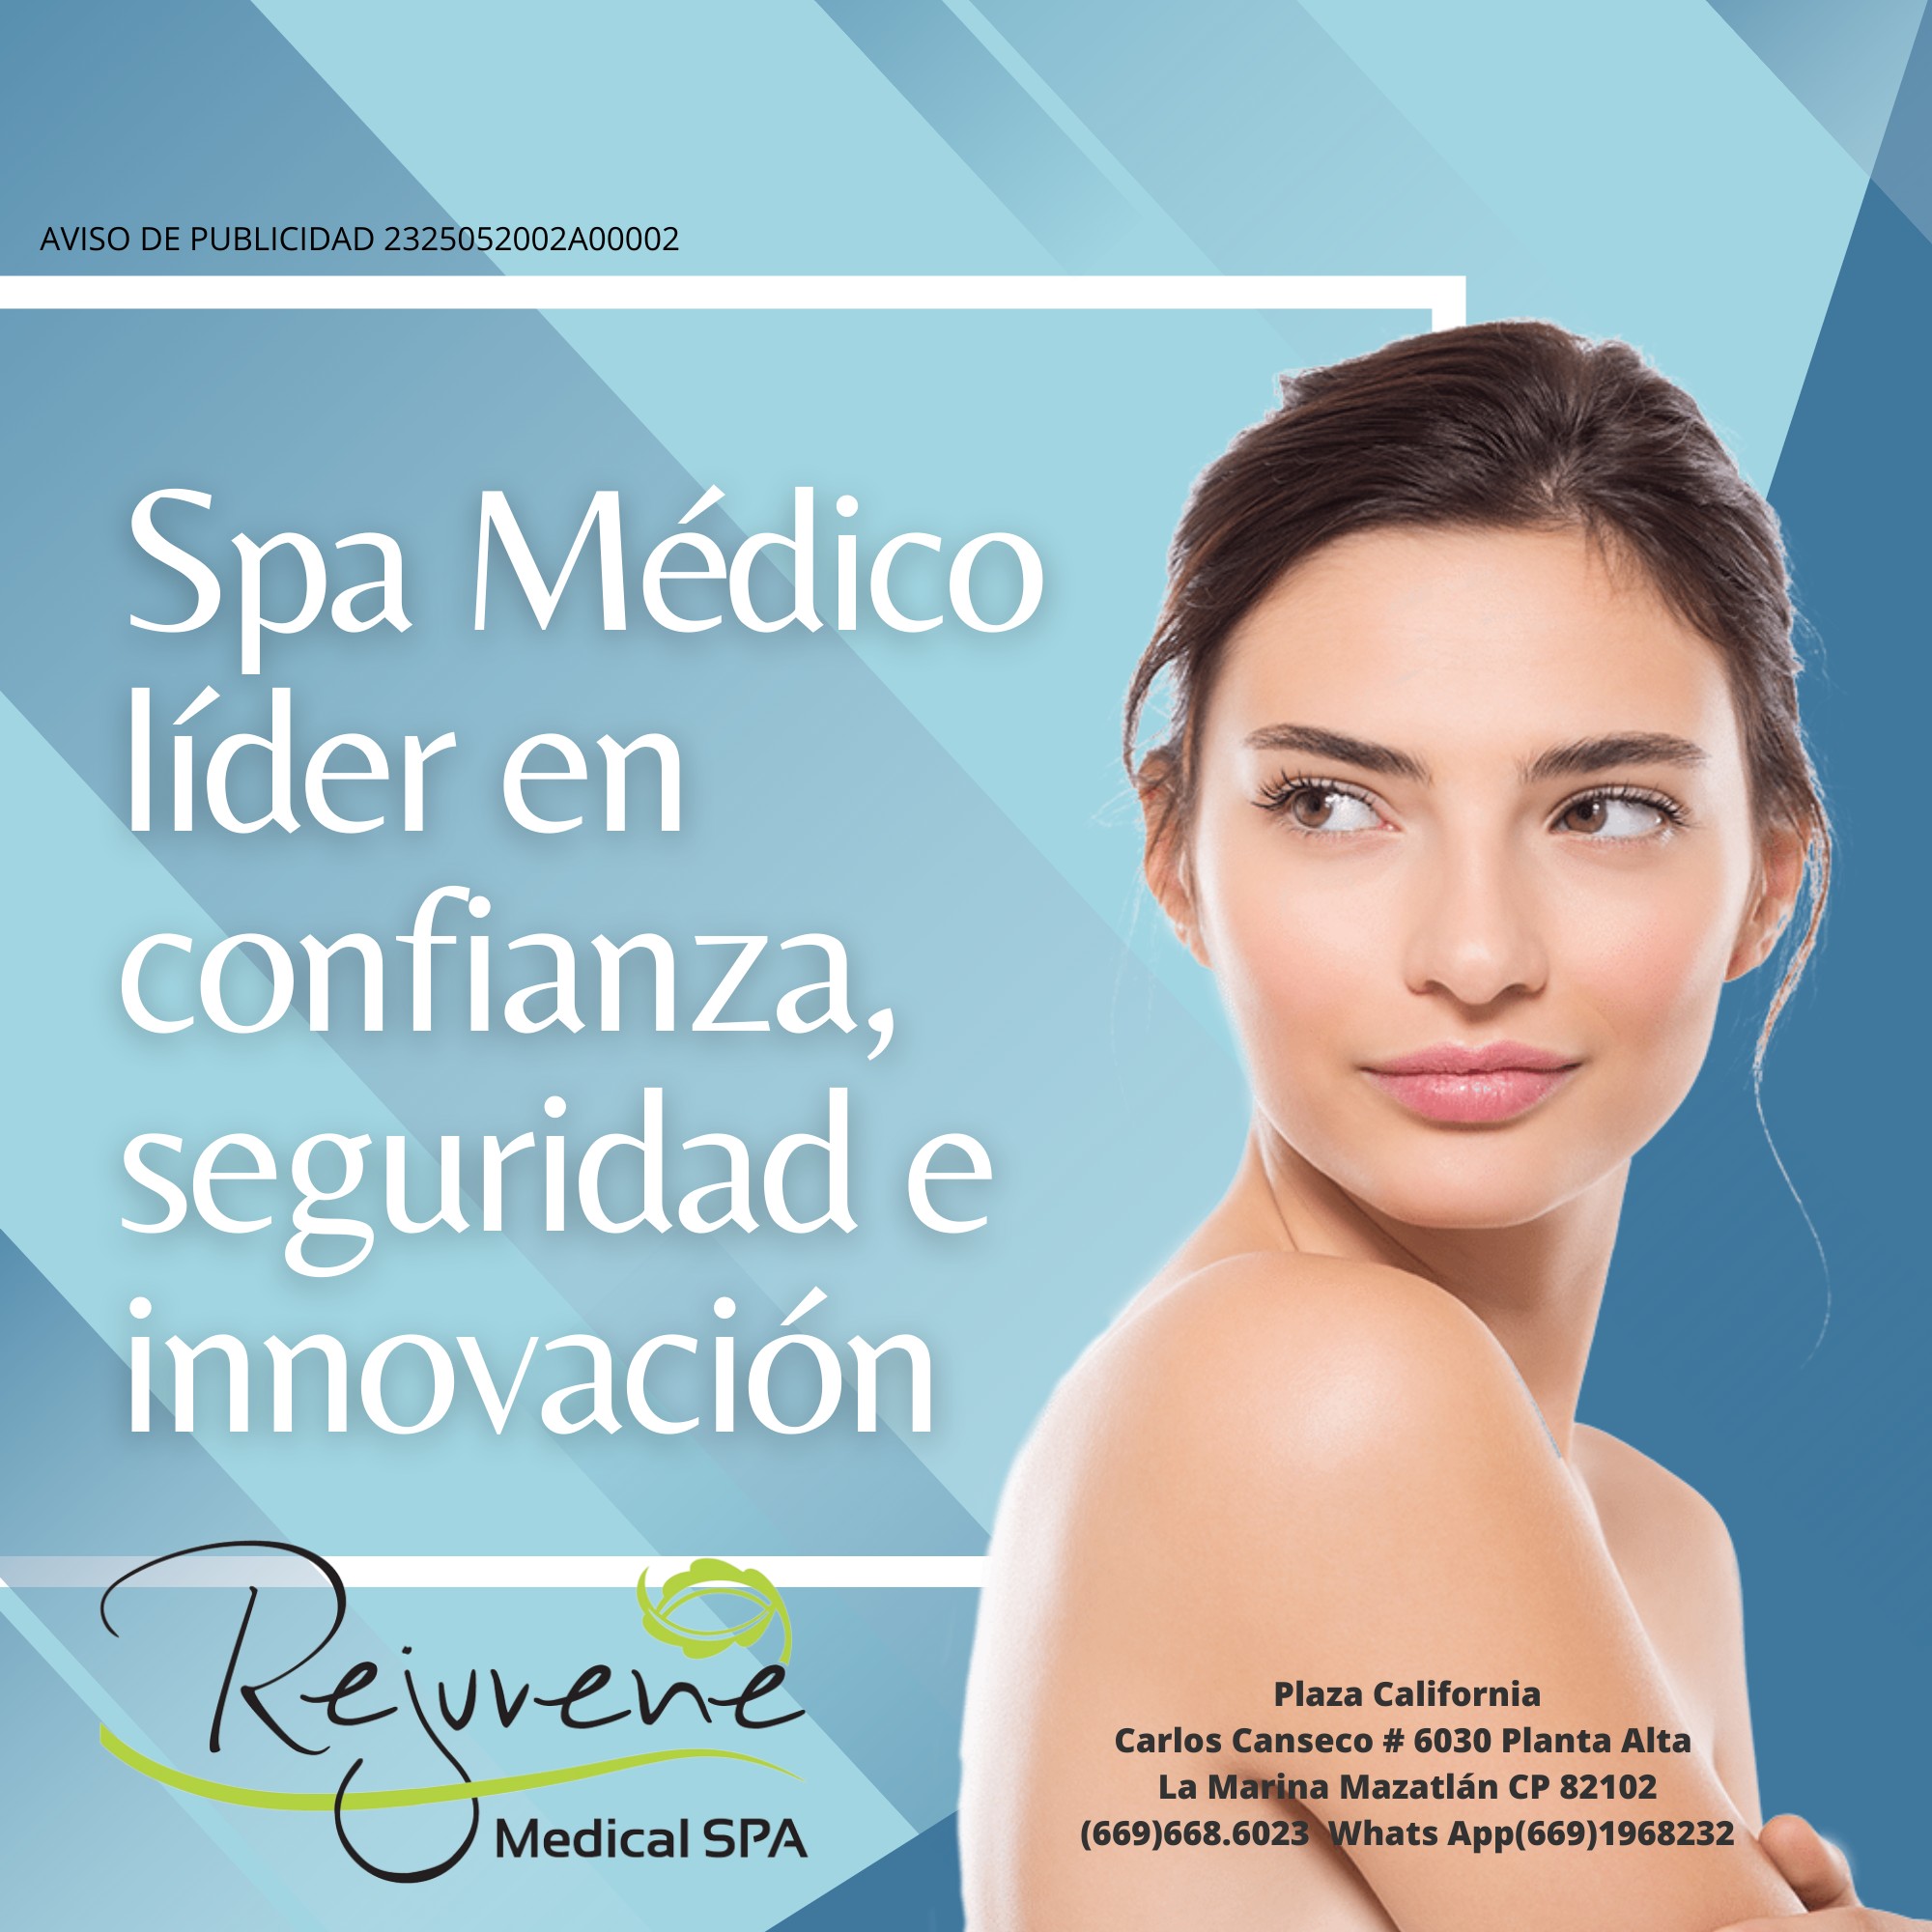 AVISO DE PUBLICIDAD 2325052002A00002
Spa Médico
líder en
confianza,
seguridad e
innovación
Rejuvene
Medical SPA
Plaza California
Carlos Canseco # 6030 Planta Alta
La Marina Mazatlán CP 82102
(669)668.6023 Whats App(669)1968232